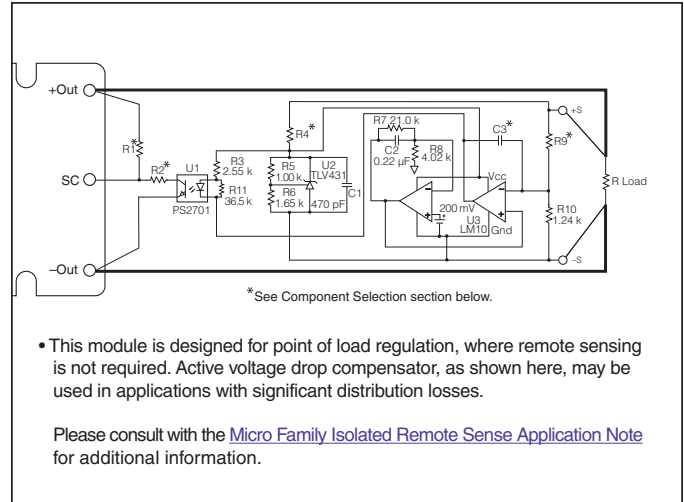 +Out
R7 21.0 k
+S
R4*
C3*
R1*
C2
0.22 µF
R8
4.02 k
R9*
U1
R3
2.55 k
R5
1.00 k
U2
TLV431
SC
R2*
Vcc
R Load
R11
36.5 k
R6
1.65 k
C1
PS2701
470 pF
200 mV
U3
LM10
Gnd
R10
1.24 k
–Out
–S
*See Component Selection section below.
• This module is designed for point of load regulation, where remote sensing
is not required. Active voltage drop compensator, as shown here, may be
used in applications with significant distribution losses.
Please consult with the Micro Family Isolated Remote Sense Application Note
for additional information.